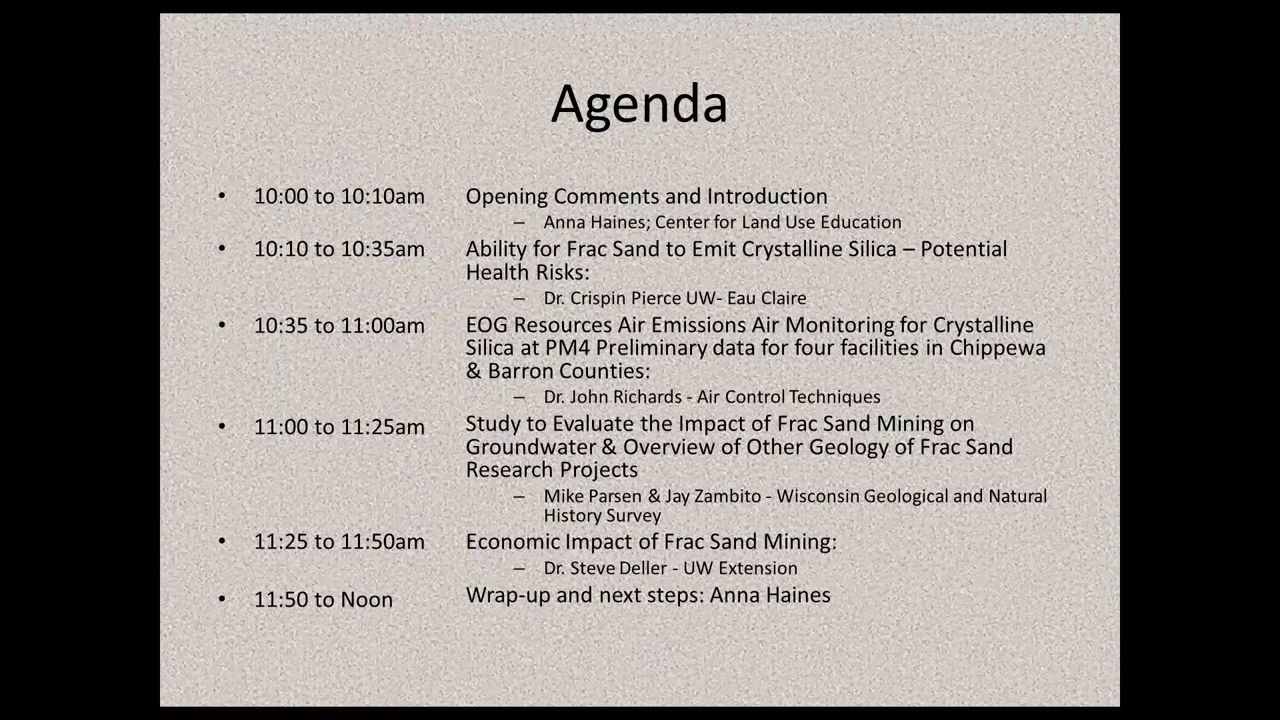 Agenda
• 10:00 to 10:10am Opening Comments and Introduction
– Anna Haines; Center for Land Use Education
• 10:10 to 10:35am Ability for Frac Sand to Emit Crystalline Silica – Potential
Health Risks:
– Dr. Crispin Pierce UW- Eau Claire
• 10:35 to 11:00am EOG Resources Air Emissions Air Monitoring for Crystalline
Silica at PM4 Preliminary data for four facilities in Chippewa
& Barron Counties:
– Dr. John Richards - Air Control Techniques
• 11:00 to 11:25am Study to Evaluate the Impact of Frac Sand Mining on
Groundwater & Overview of Other Geology of Frac Sand
Research Projects
– Mike Parsen & Jay Zambito - Wisconsin Geological and Natural
History Survey
• 11:25 to 11:50am Economic Impact of Frac Sand Mining:
– Dr. Steve Deller - UW Extension
• 11:50 to Noon Wrap-up and next steps: Anna Haines